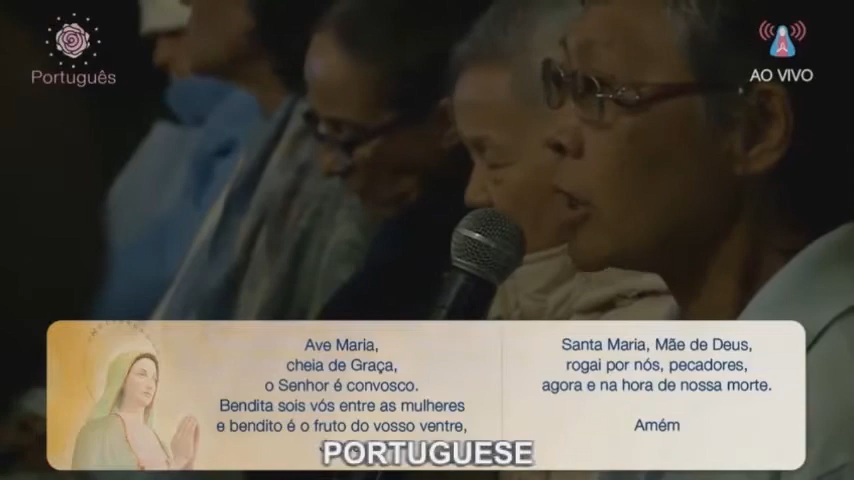 Português
AO VIVO
Ave Maria,
cheia de Graça,
o Senhor é convosco.
Bendita sois vós entre as mulheres
e bendito é o fruto do vosso ventre,
Santa Maria, Mãe de Deus,
rogai por nós, pecadores,
agora e na hora de nossa morte.
Amém
PORTUGUESE